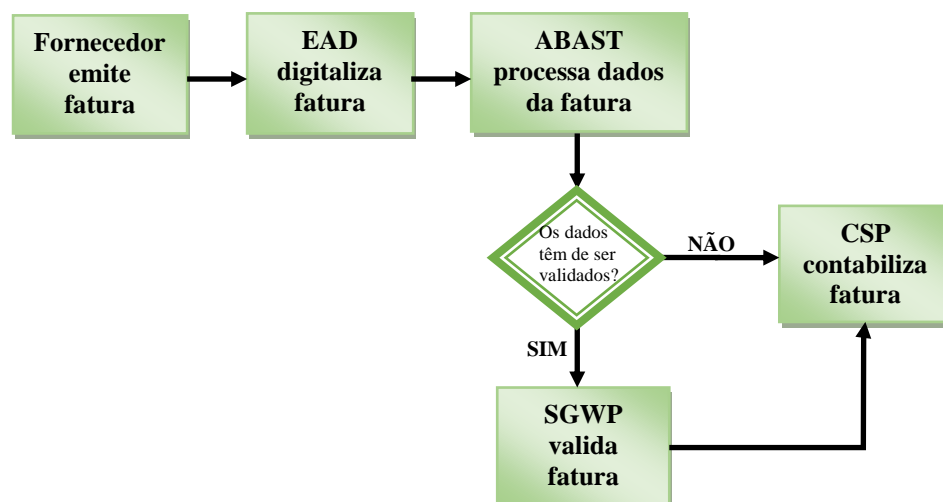 Fornecedor
emite
fatura
EAD
digitaliza
fatura
ABAST
processa dados
da fatura
Os dados
têm de ser
validados?
NÃO
CSP
contabiliza
fatura
SIM
SGWP
valida
fatura